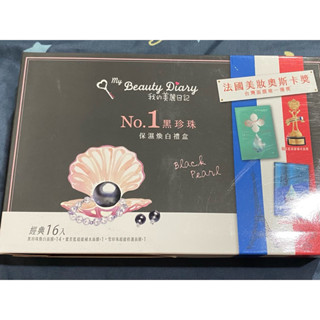 My Beauty Diary
我的美麗日記
No.1黑珍珠
保濕煥白禮盒
Black
Pearl
法國美妝奧斯卡獎
經典16入